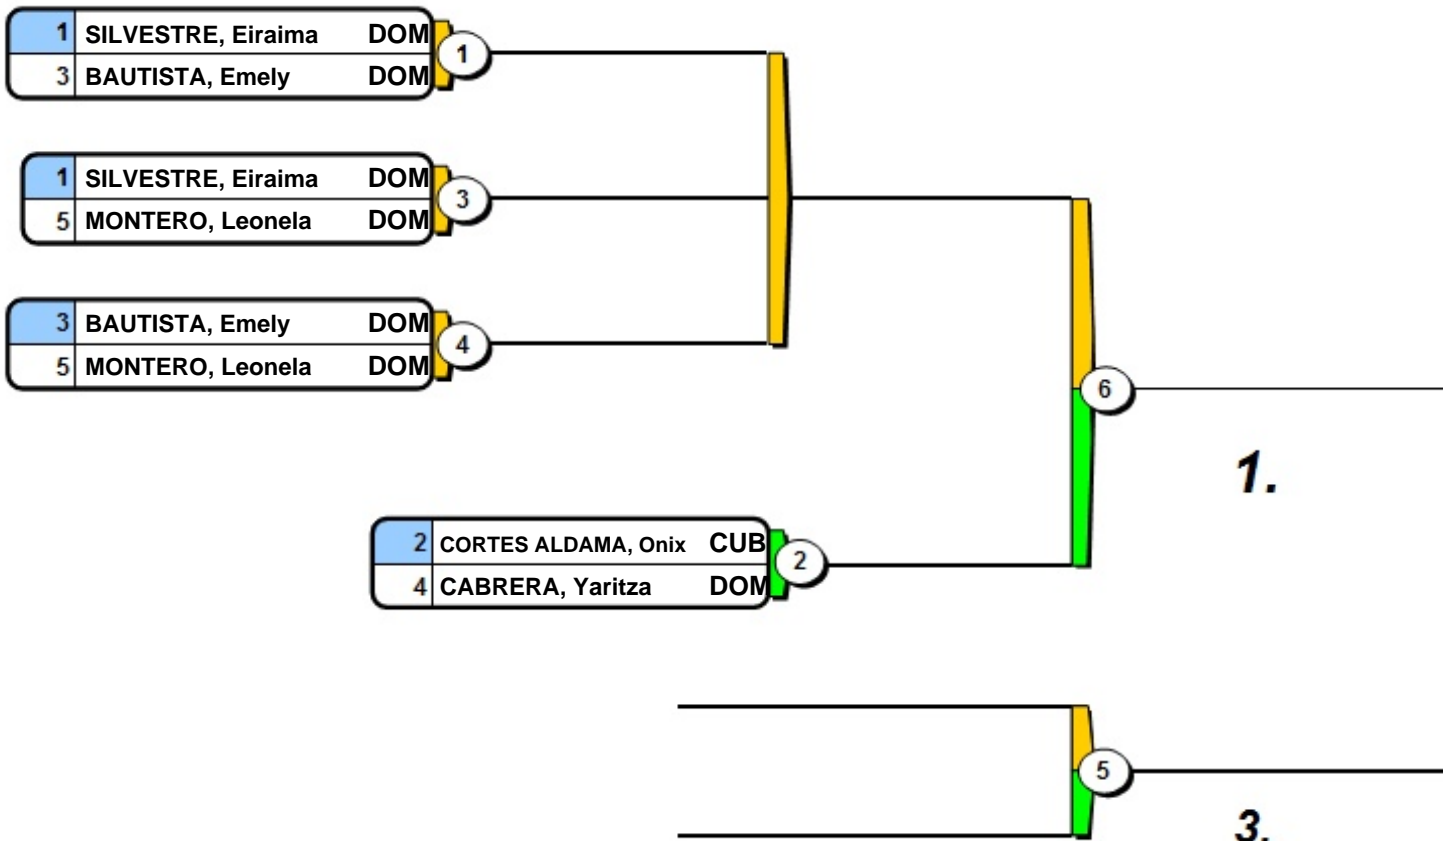 1 SILVESTRE, Eiraima DOM
3 BAUTISTA, Emely DOM
1
1 SILVESTRE, Eiraima DOM
5 MONTERO, Leonela DOM
3
3 BAUTISTA, Emely DOM
5 MONTERO, Leonela DOM
4
6
1.
2 CORTES ALDAMA, Onix CUB
4 CABRERA, Yaritza DOM
2
5
3.